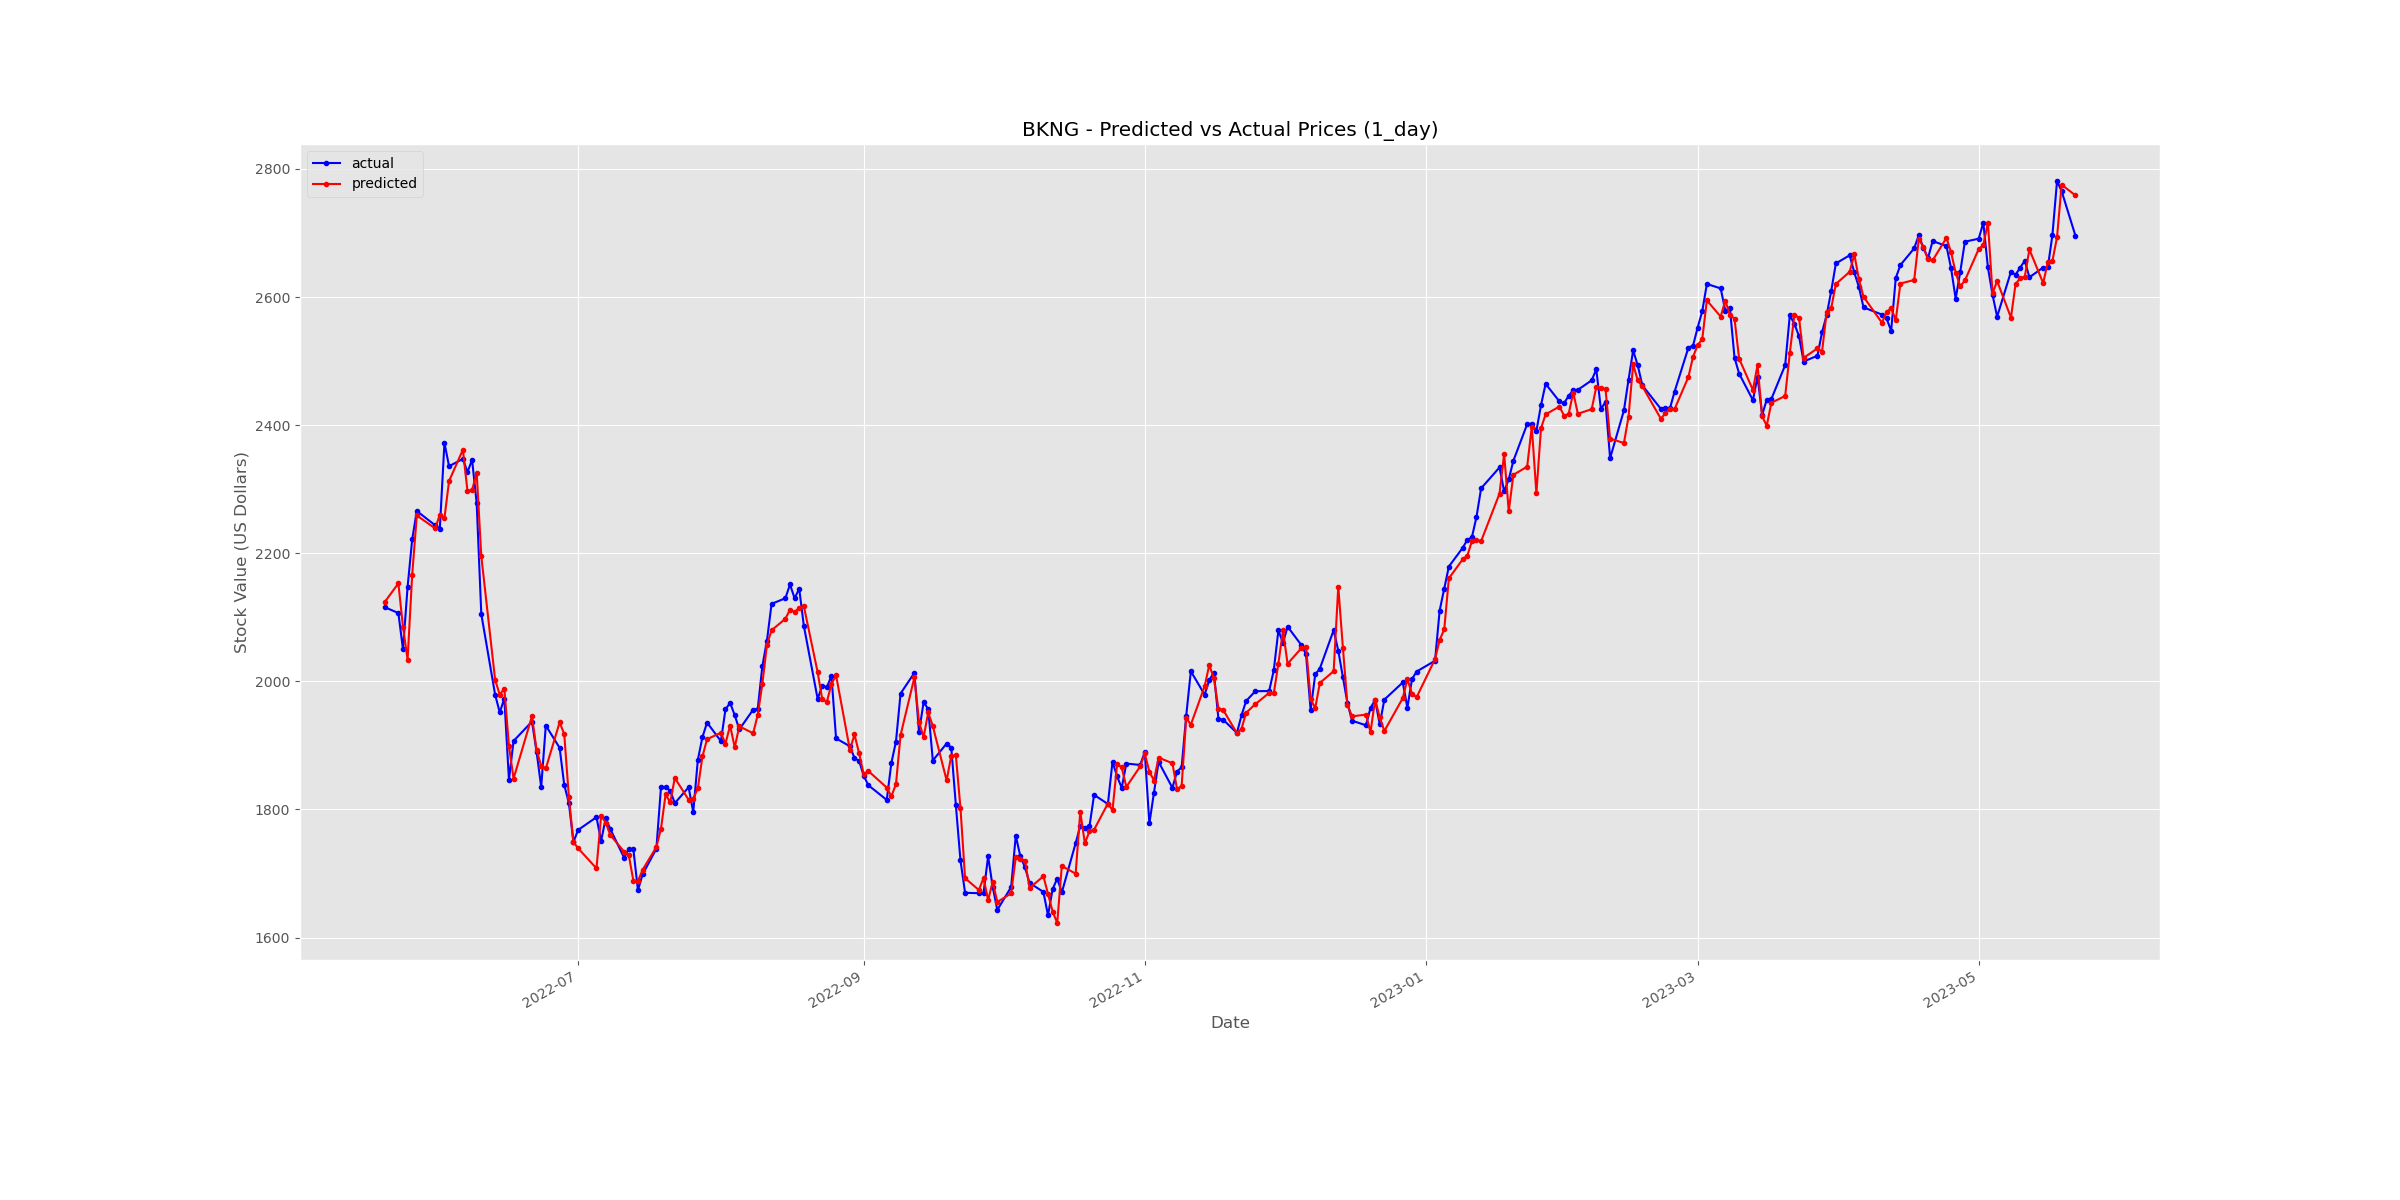 BKNG - Predicted vs Actual Prices (1_day)
actual
predicted
2800
2600
2400
2200
2000
1800
1600
Stock Value (US Dollars)
2022-07
2022-09
2022-11
2023-01
2023-03
2023-05
Date